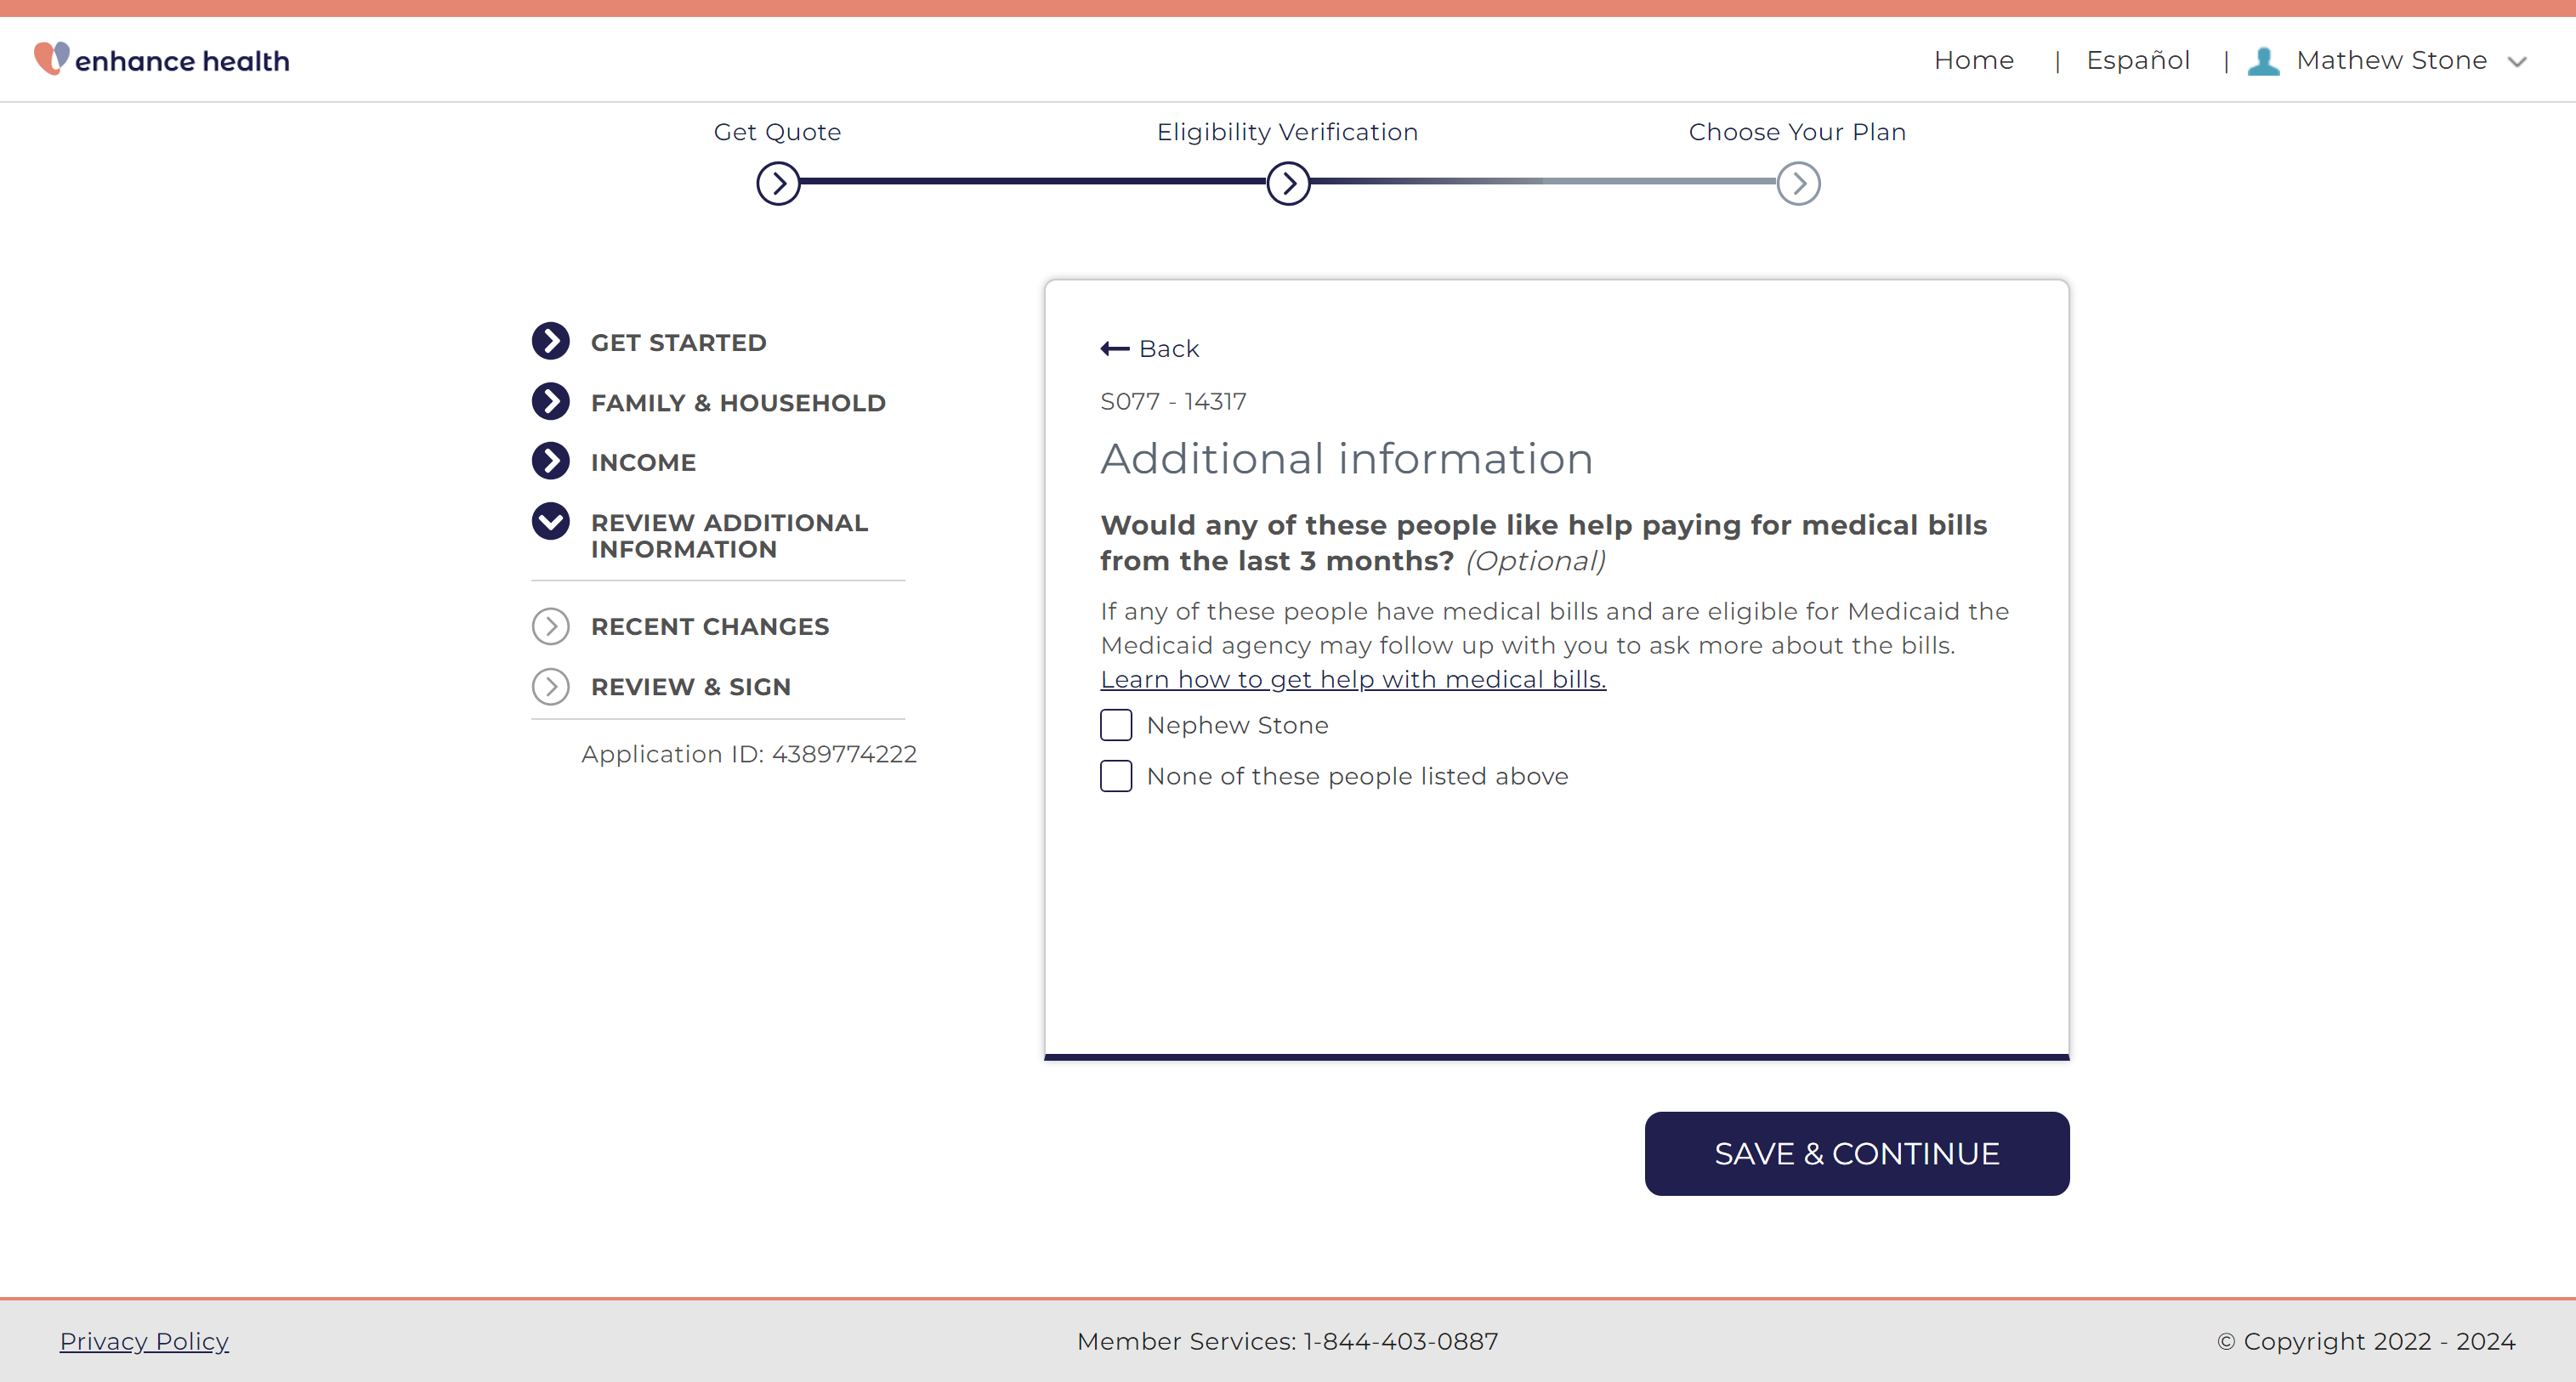 enhance health
Home | Español | Mathew Stone
Get Quote
Eligibility Verification
Choose Your Plan
GET STARTED
FAMILY & HOUSEHOLD
INCOME
REVIEW ADDITIONAL
INFORMATION
RECENT CHANGES
REVIEW & SIGN
Application ID: 4389774222
Back
S077 - 14317
Additional information
Would any of these people like help paying for medical bills
from the last 3 months? (Optional)
If any of these people have medical bills and are eligible for Medicaid the
Medicaid agency may follow up with you to ask more about the bills.
Learn how to get help with medical bills.
Nephew Stone
None of these people listed above
SAVE & CONTINUE
Privacy Policy
Member Services: 1-844-403-0887
© Copyright 2022 - 2024